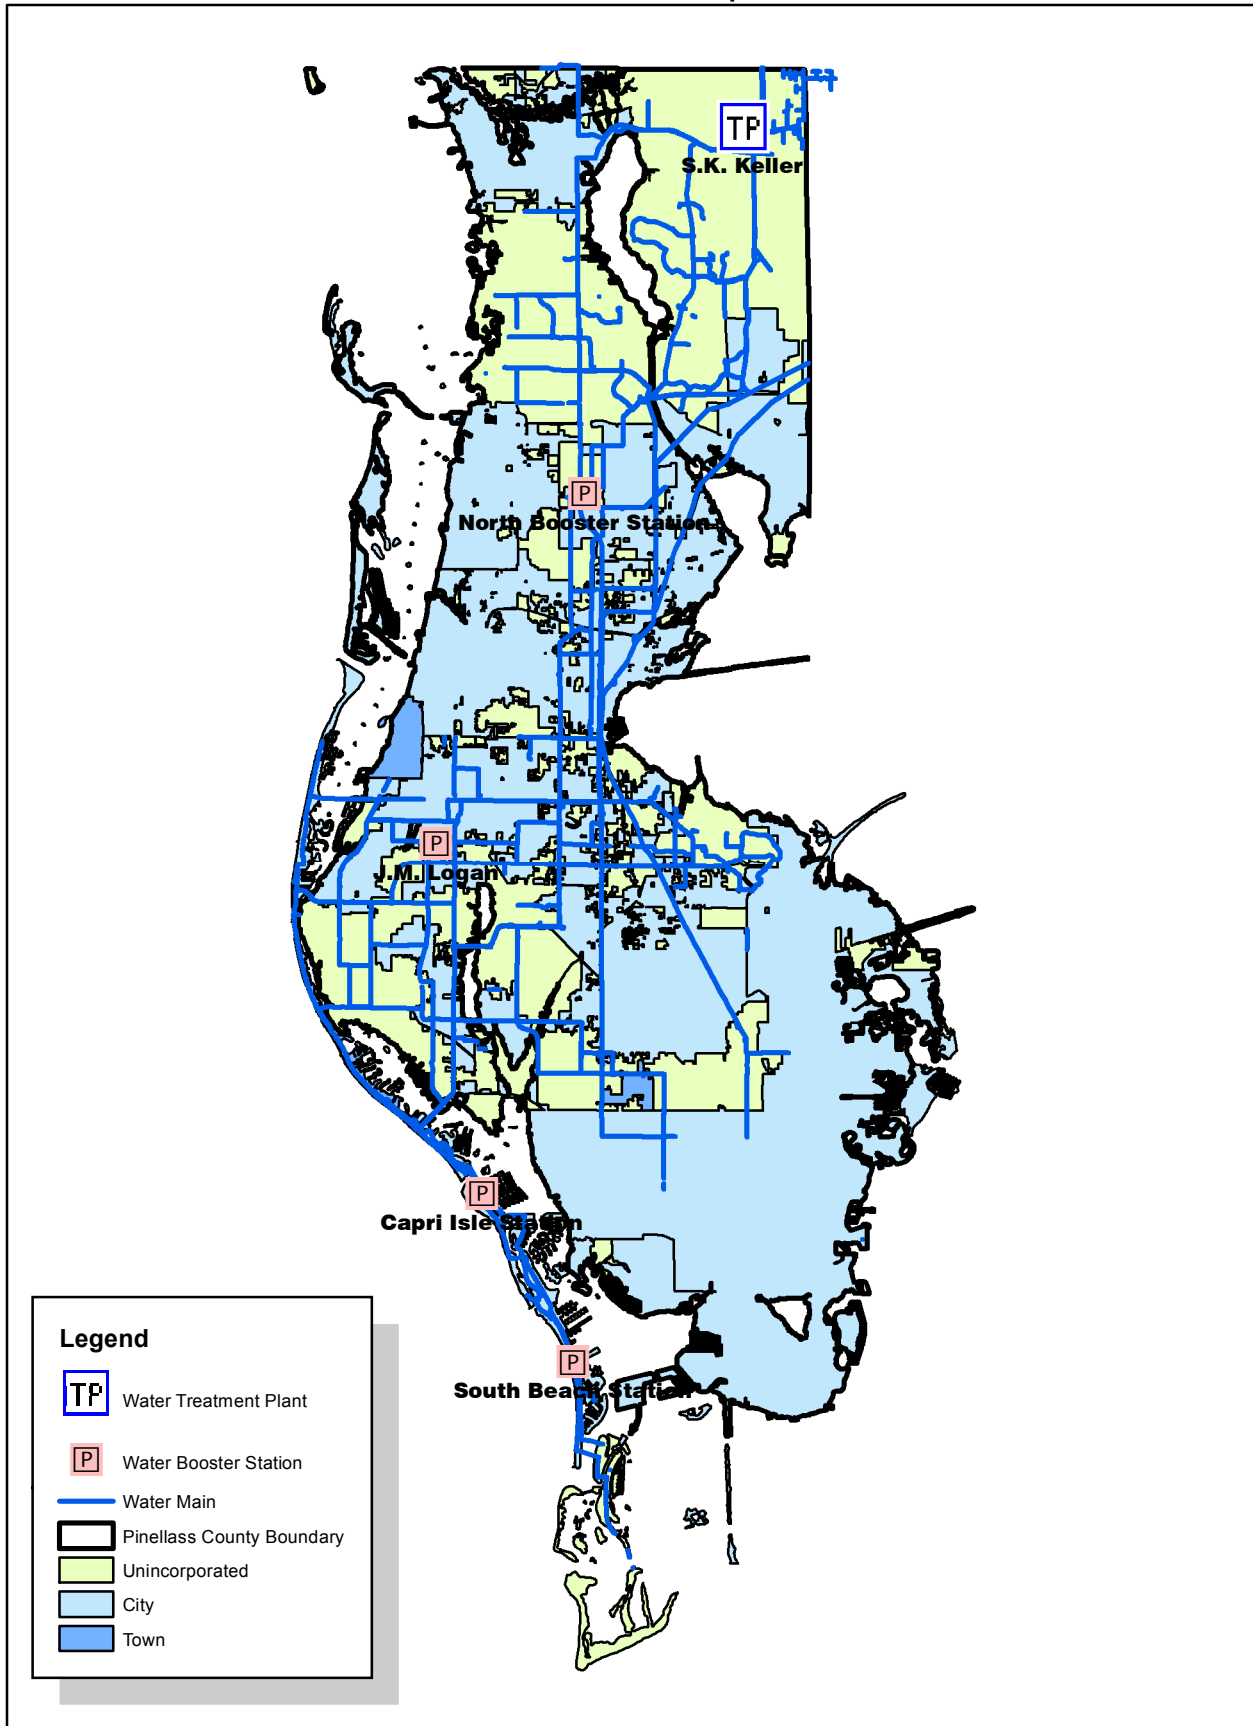 TP
S.K. Keller
P
North Booster Station
P
J.M. Logan
P
Capri Isle Station
P
South Beach Station
Legend
TP Water Treatment Plant
P Water Booster Station
Water Main
Pinellass County Boundary
Unincorporated
City
Town